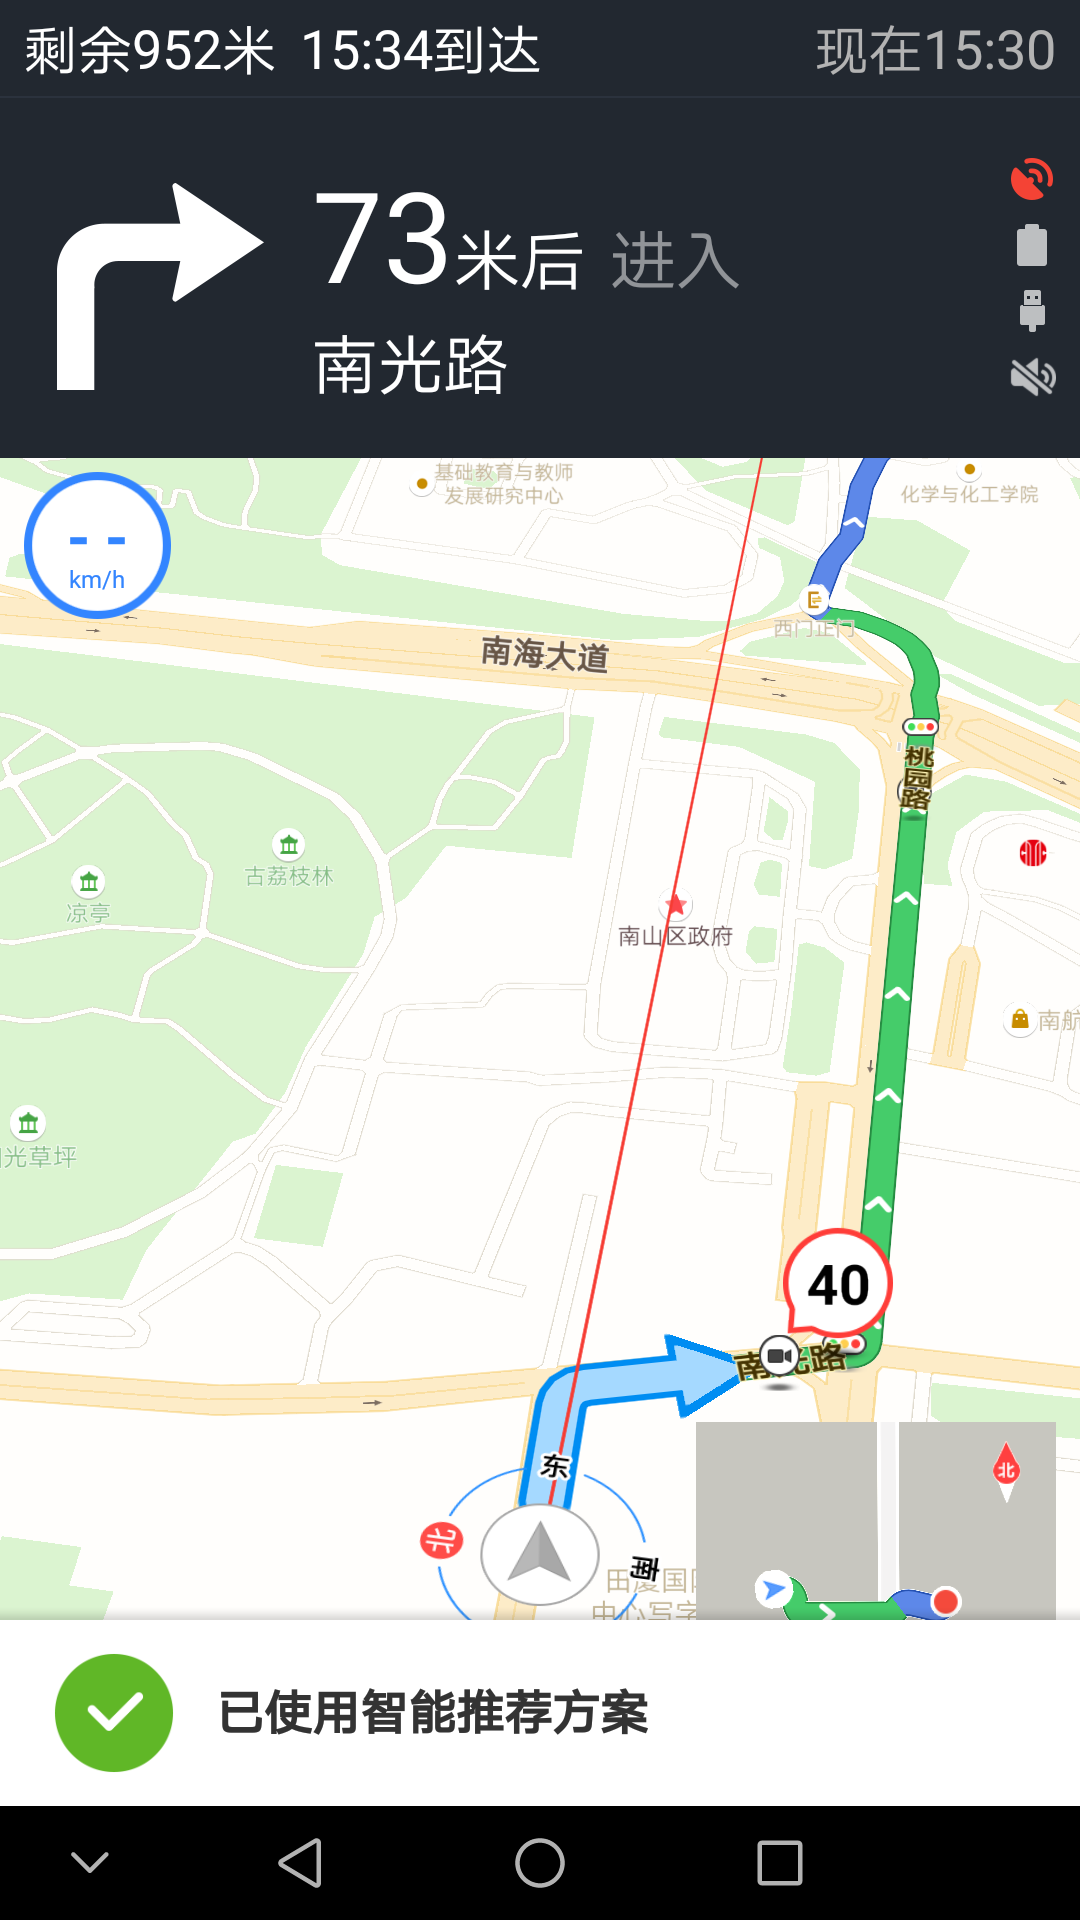 剩余952米 15:34到达
现在15:30
73米后 进入
南光路
基础教育与教师
发展研究中心
化学与化工学院
-- km/h
西门正门
南海大道
桃园路
古荔枝林
凉亭
南山区政府
南航
光草坪
40
南光路
东
北
南
北
田厦国
中心写字
已使用智能推荐方案